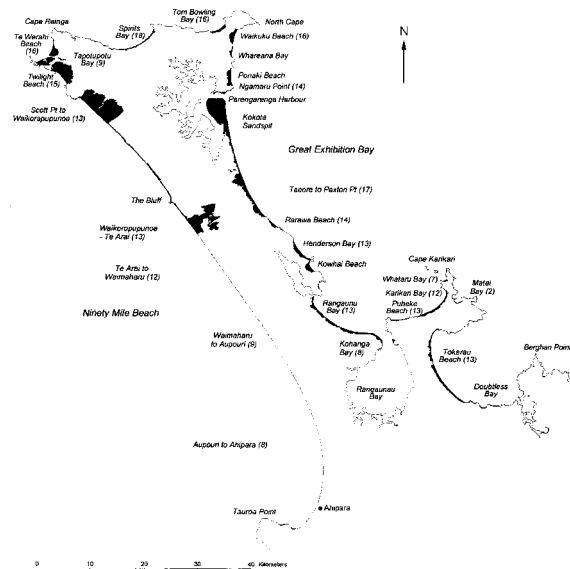 Tom Bowling
Bay (16)
North Cape
Cape Reinga
Spirits
Bay (18)
N
Te Werahi
Beach
(16)
Waikuku Beach (16)
Tapotupotu
Bay (9)
Whareana Bay
Twilight
Beach (15)
Ponaki Beach
Ngamaru Point (14)
Scott Pt to
Waikorapupunoe (13)
Parengarenga Harbour
Kokota
Sandspit
Great Exhibition Bay
Taeore to Paxton Pt (17)
The Bluff
Rarawa Beach (14)
Waikoropupunoe
- Te Arai (13)
Henderson Bay (13)
Kowhai Beach
Cape Karikari
Te Arai to
Waimaharu (12)
Whataru Bay (7)
Matai
Bay (2)
Karikari Bay (12)
Puheke
Beach (13)
Rangaunu
Bay (13)
Ninety Mile Beach
Waimaharu
to Aupouri (9)
Kohanga
Bay (8)
Tokerau
Beach (13)
Berghan Point
Rangaunau
Bay
Doubtless
Bay
Aupouri to Ahipara (8)
Tauroa Point
Ahipara
0 10 20 30 40 Kilometers